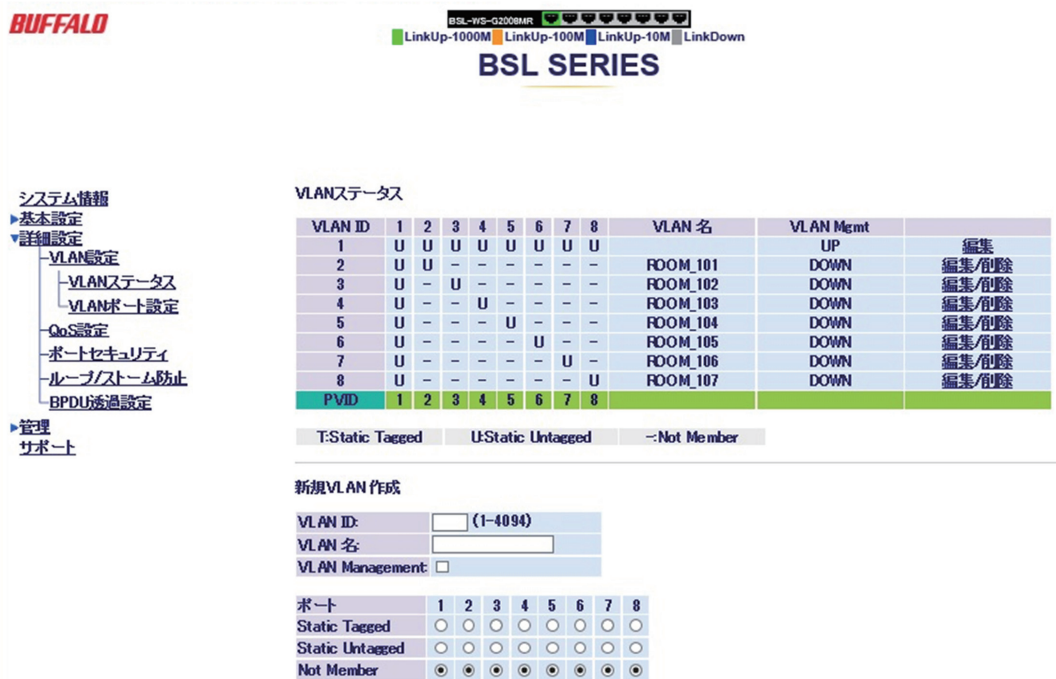 BUFFALO
BSL-WS-G2008MR
LinkUp-1000M LinkUp-100M LinkUp-10M LinkDown
BSL SERIES
システム情報
基本設定
詳細設定
VLAN設定
VLANステータス
VLANポート設定
QoS設定
ポートセキュリティ
ループ/ストーム防止
BPDU透過設定
管理
サポート
VLANステータス
VLAN ID 1 2 3 4 5 6 7 8 VLAN 名 VLAN Mgmt
1 U U U U U U U U UP 編集
2 U U - - - - - - ROOM_101 DOWN 編集/削除
3 U - U - - - - - ROOM_102 DOWN 編集/削除
4 U - - U - - - - ROOM_103 DOWN 編集/削除
5 U - - - U - - - ROOM_104 DOWN 編集/削除
6 U - - - - U - - ROOM_105 DOWN 編集/削除
7 U - - - - - U - ROOM_106 DOWN 編集/削除
8 U - - - - - - U ROOM_107 DOWN 編集/削除
PVID 1 2 3 4 5 6 7 8
T:Static Tagged U:Static Untagged -:Not Member
新規VLAN 作成
VLAN ID: (1-4094)
VLAN 名:
VLAN Management:
ポート 1 2 3 4 5 6 7 8
Static Tagged
Static Untagged
Not Member